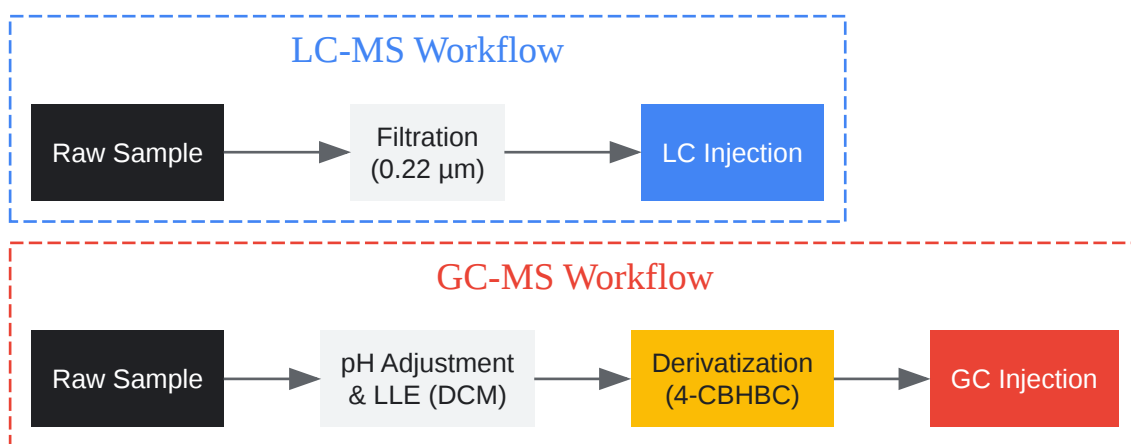 LC-MS Workflow
Raw Sample
Filtration
(0.22 µm)
LC Injection
GC-MS Workflow
Raw Sample
pH Adjustment
& LLE (DCM)
Derivatization
(4-CBHBC)
GC Injection